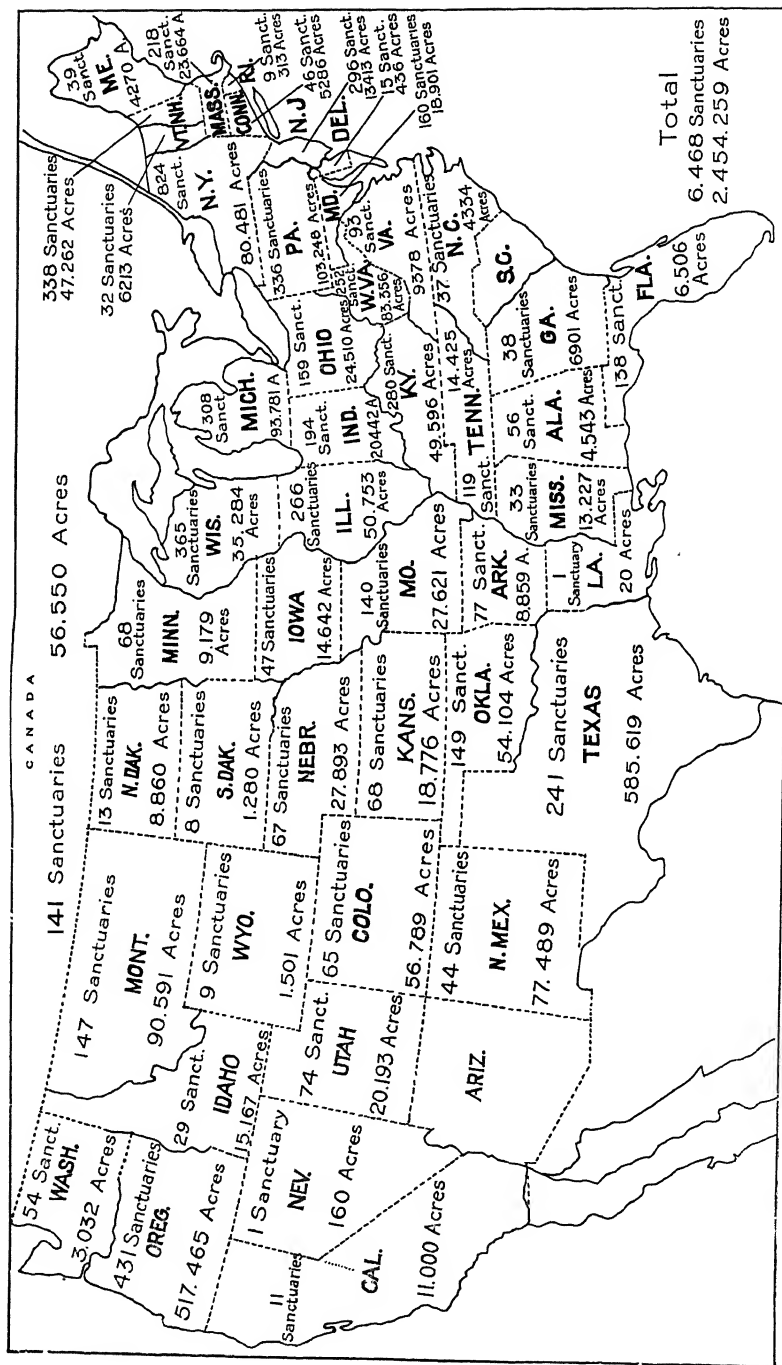 CANADA
141 Sanctuaries 56.550 Acres
54 Sanct.
WASH.
3.032 Acres
431 Sanctuaries
OREG.
517.465 Acres
11
Sanctuaries
CAL.
11.000 Acres
1 Sanctuary
NEV.
160 Acres
29 Sanct.
IDAHO
15.167 Acres
147 Sanctuaries
MONT.
90.591 Acres
9 Sanctuaries
WYO.
1.501 Acres
74 Sanct.
UTAH
20.193 Acres
65 Sanctuaries
COLO.
56.789 Acres
ARIZ.
44 Sanctuaries
N.MEX.
77.489 Acres
13 Sanctuaries
N.DAK.
8.860 Acres
8 Sanctuaries
S.DAK.
1.280 Acres
67 Sanctuaries
NEBR.
27.893 Acres
68 Sanctuaries
KANS.
18.776 Acres
149 Sanct.
OKLA.
54.104 Acres
241 Sanctuaries
TEXAS
585.619 Acres
68
Sanctuaries
MINN.
9.179
Acres
47 Sanctuaries
IOWA
14.642 Acres
140
Sanctuaries
MO.
27.621 Acres
77 Sanct.
ARK.
8.859 A.
1
Sanctuary
LA.
20 Acres
365
Sanctuaries
WIS.
35.284
Acres
266
Sanctuaries
ILL.
50.753
Acres
308
Sanct.
MICH.
93.781 A
194
Sanct.
IND.
20442 A
159 Sanct.
OHIO
24.510 Acres
280 Sanct.
KY.
49.596 Acres
119
Sanct.
TENN.
14.425
Acres
33
Sanctuaries
MISS.
13.227
Acres
56
Sanct.
ALA.
4.543 Acres
38
Sanctuaries
GA.
6901 Acres
138 Sanct.
FLA.
6.506
Acres
S.C.
37 Sanctuaries
N.C.
4334
Acres
93
Sanct.
VA.
9378 Acres
Sanct.
W.VA.
83.356
Acres
336 Sanctuaries
PA.
103.248 Acres
MD.
824
Sanct.
N.Y.
80.481 Acres
338 Sanctuaries
47.262 Acres
32 Sanctuaries
6213 Acres
VT.
N.H.
39
Sanct.
ME.
4270 A.
218
Sanct.
23.664 A.
MASS.
CONN.
R.I.
9 Sanct.
313 Acres
46 Sanct.
5286 Acres
N.J.
296 Sanct.
13413 Acres
DEL.
15 Sanct.
436 Acres
160 Sanctuaries
18.901 Acres
Total
6.468 Sanctuaries
2.454.259 Acres